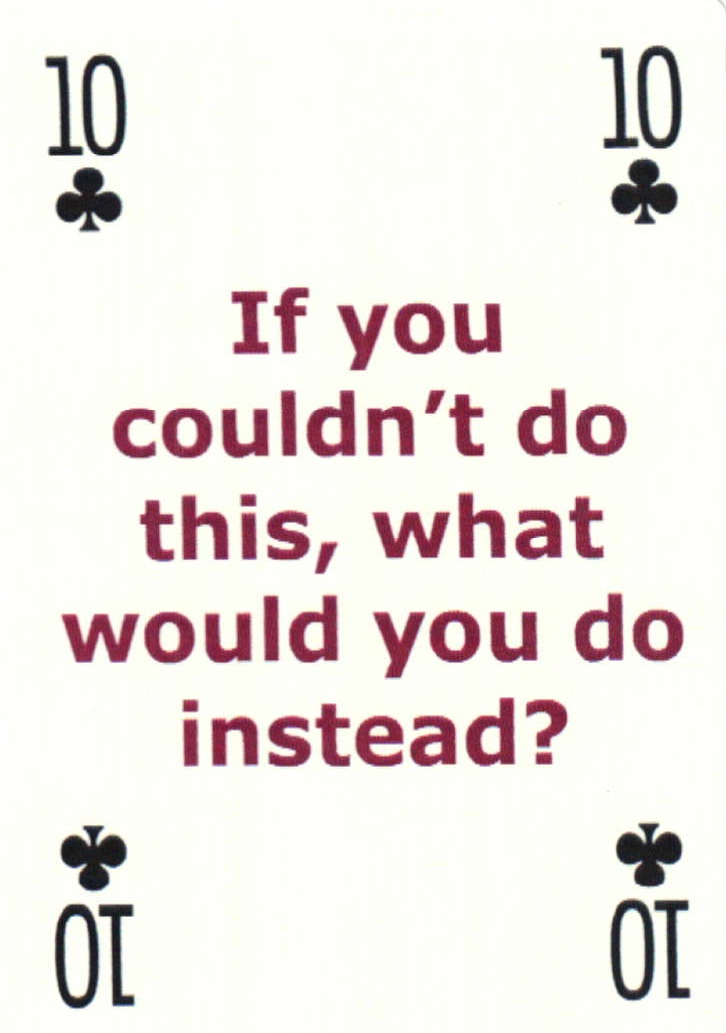 10 10
If you
couldn't do
this, what
would you do
instead?
10 10